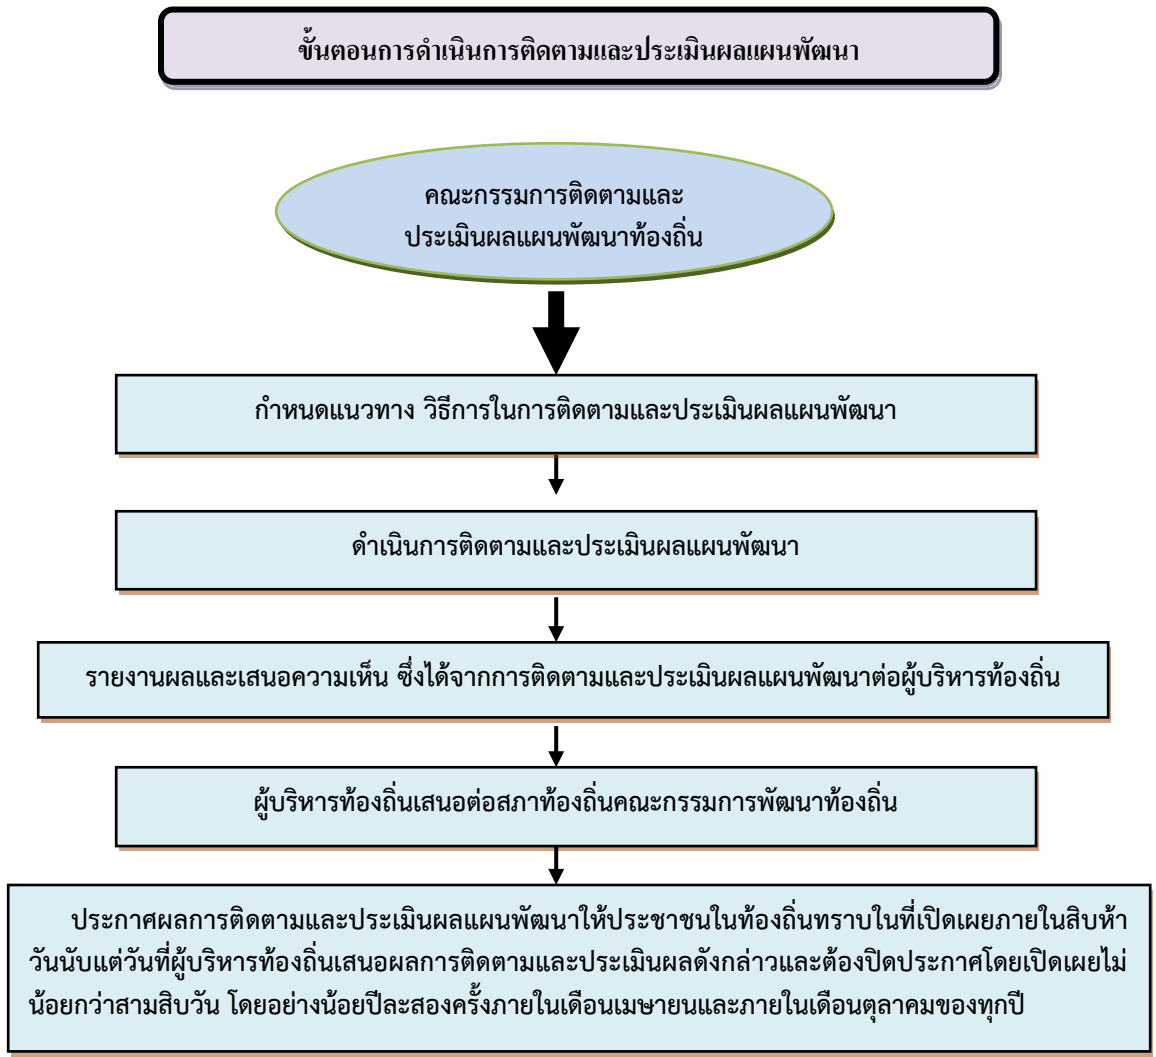 ขั้นตอนการดำเนินการติดตามและประเมินผลแผนพัฒนา
คณะกรรมการติดตามและ
ประเมินผลแผนพัฒนาท้องถิ่น
กำหนดแนวทาง วิธีการในการติดตามและประเมินผลแผนพัฒนา
ดำเนินการติดตามและประเมินผลแผนพัฒนา
รายงานผลและเสนอความเห็น ซึ่งได้จากการติดตามและประเมินผลแผนพัฒนาต่อผู้บริหารท้องถิ่น
ผู้บริหารท้องถิ่นเสนอต่อสภาท้องถิ่นคณะกรรมการพัฒนาท้องถิ่น
ประกาศผลการติดตามและประเมินผลแผนพัฒนาให้ประชาชนในท้องถิ่นทราบในที่เปิดเผยภายในสิบห้า
วันนับแต่วันที่ผู้บริหารท้องถิ่นเสนอผลการติดตามและประเมินผลดังกล่าวและต้องปิดประกาศโดยเปิดเผยไม่
น้อยกว่าสามสิบวัน โดยอย่างน้อยปีละสองครั้งภายในเดือนเมษายนและภายในเดือนตุลาคมของทุกปี